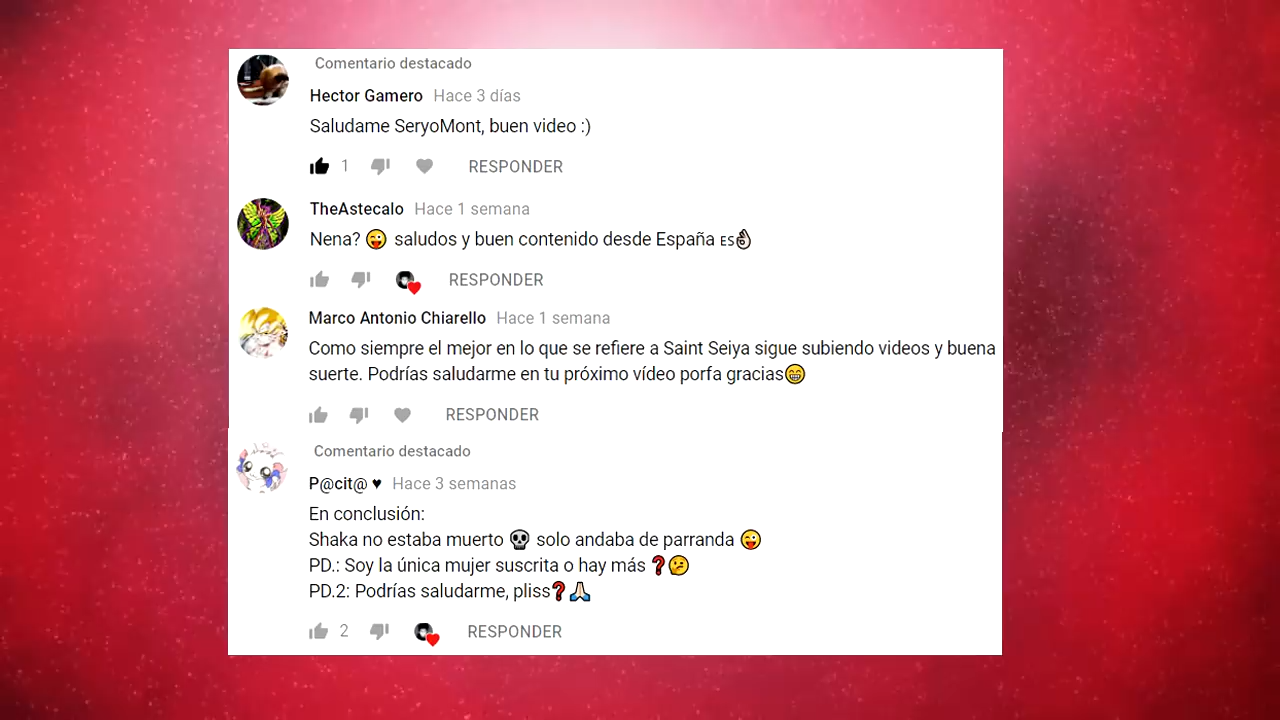 Comentario destacado
Hector Gamero Hace 3 días
Saludame SeryoMont, buen video :)
1 RESPONDER
TheAstecalo Hace 1 semana
Nena? 😜 saludos y buen contenido desde España ES👌🏻
RESPONDER
Marco Antonio Chiarello Hace 1 semana
Como siempre el mejor en lo que se refiere a Saint Seiya sigue subiendo videos y buena
suerte. Podrías saludarme en tu próximo vídeo porfa gracias😁
RESPONDER
Comentario destacado
P@cit@ ♥ Hace 3 semanas
En conclusión:
Shaka no estaba muerto 💀 solo andaba de parranda 😜
PD.: Soy la única mujer suscrita o hay más ❓🤔
PD.2: Podrías saludarme, pliss❓🙏🏻
2 RESPONDER